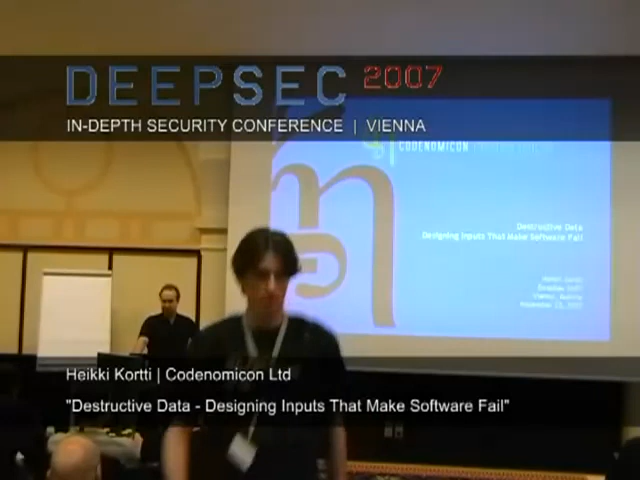 DEEPSEC 2007
IN-DEPTH SECURITY CONFERENCE | VIENNA
CODENOMICON
Destructive Data
Designing Inputs That Make Software Fail
Heikki Kortti | Codenomicon Ltd
"Destructive Data - Designing Inputs That Make Software Fail"